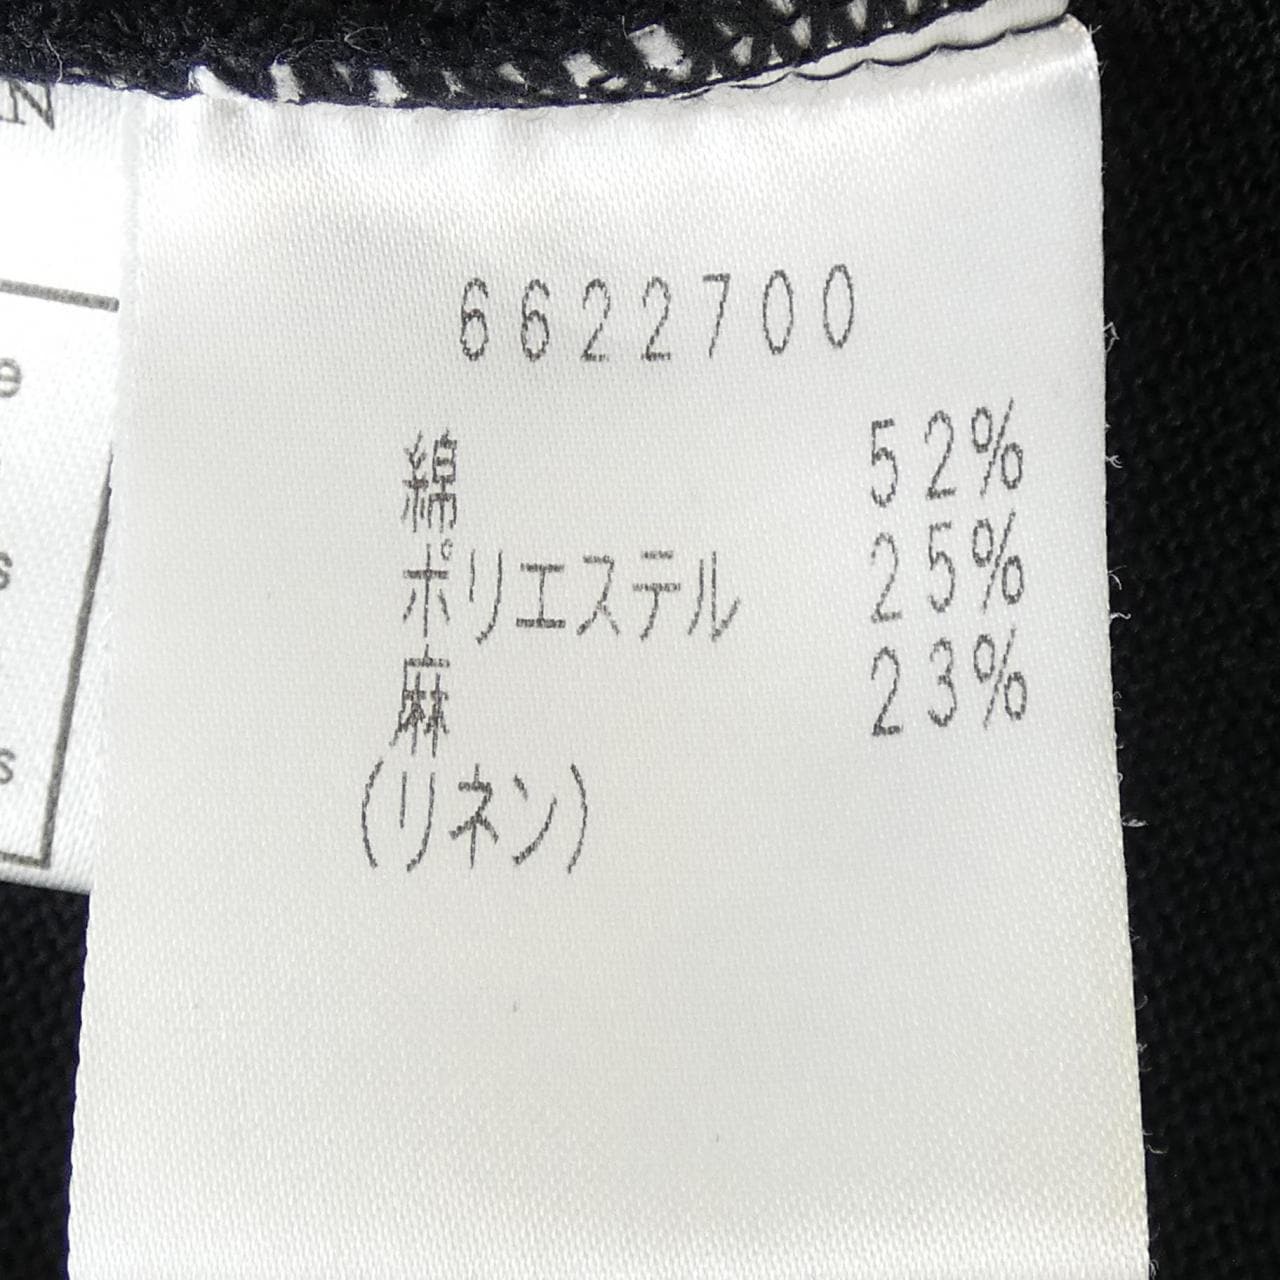 6622700
綿 52%
ポリエステル 25%
麻 23%
(リネン)